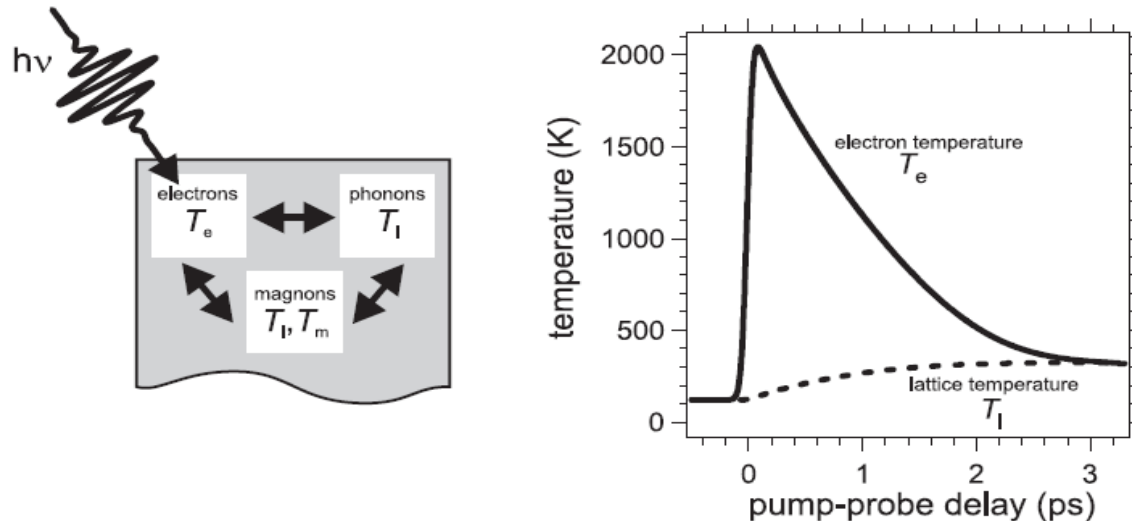 hν
electrons
Tₑ
phonons
Tₗ
magnons
Tₗ, Tₘ
temperature (K)
2000
1500
1000
500
0
electron temperature
Tₑ
lattice temperature
Tₗ
0
1
2
3
pump-probe delay (ps)